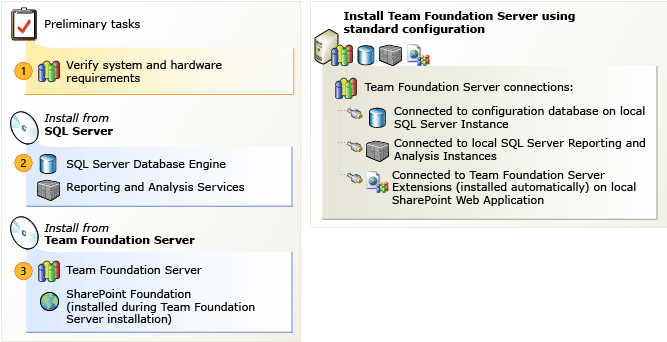 Preliminary tasks
1
Verify system and hardware
requirements
Install from
SQL Server
2
SQL Server Database Engine
Reporting and Analysis Services
Install from
Team Foundation Server
3
Team Foundation Server
SharePoint Foundation
(installed during Team Foundation
Server installation)
Install Team Foundation Server using
standard configuration
Team Foundation Server connections:
Connected to configuration database on local
SQL Server Instance
Connected to local SQL Server Reporting and
Analysis Instances
Connected to Team Foundation Server
Extensions (installed automatically) on local
SharePoint Web Application